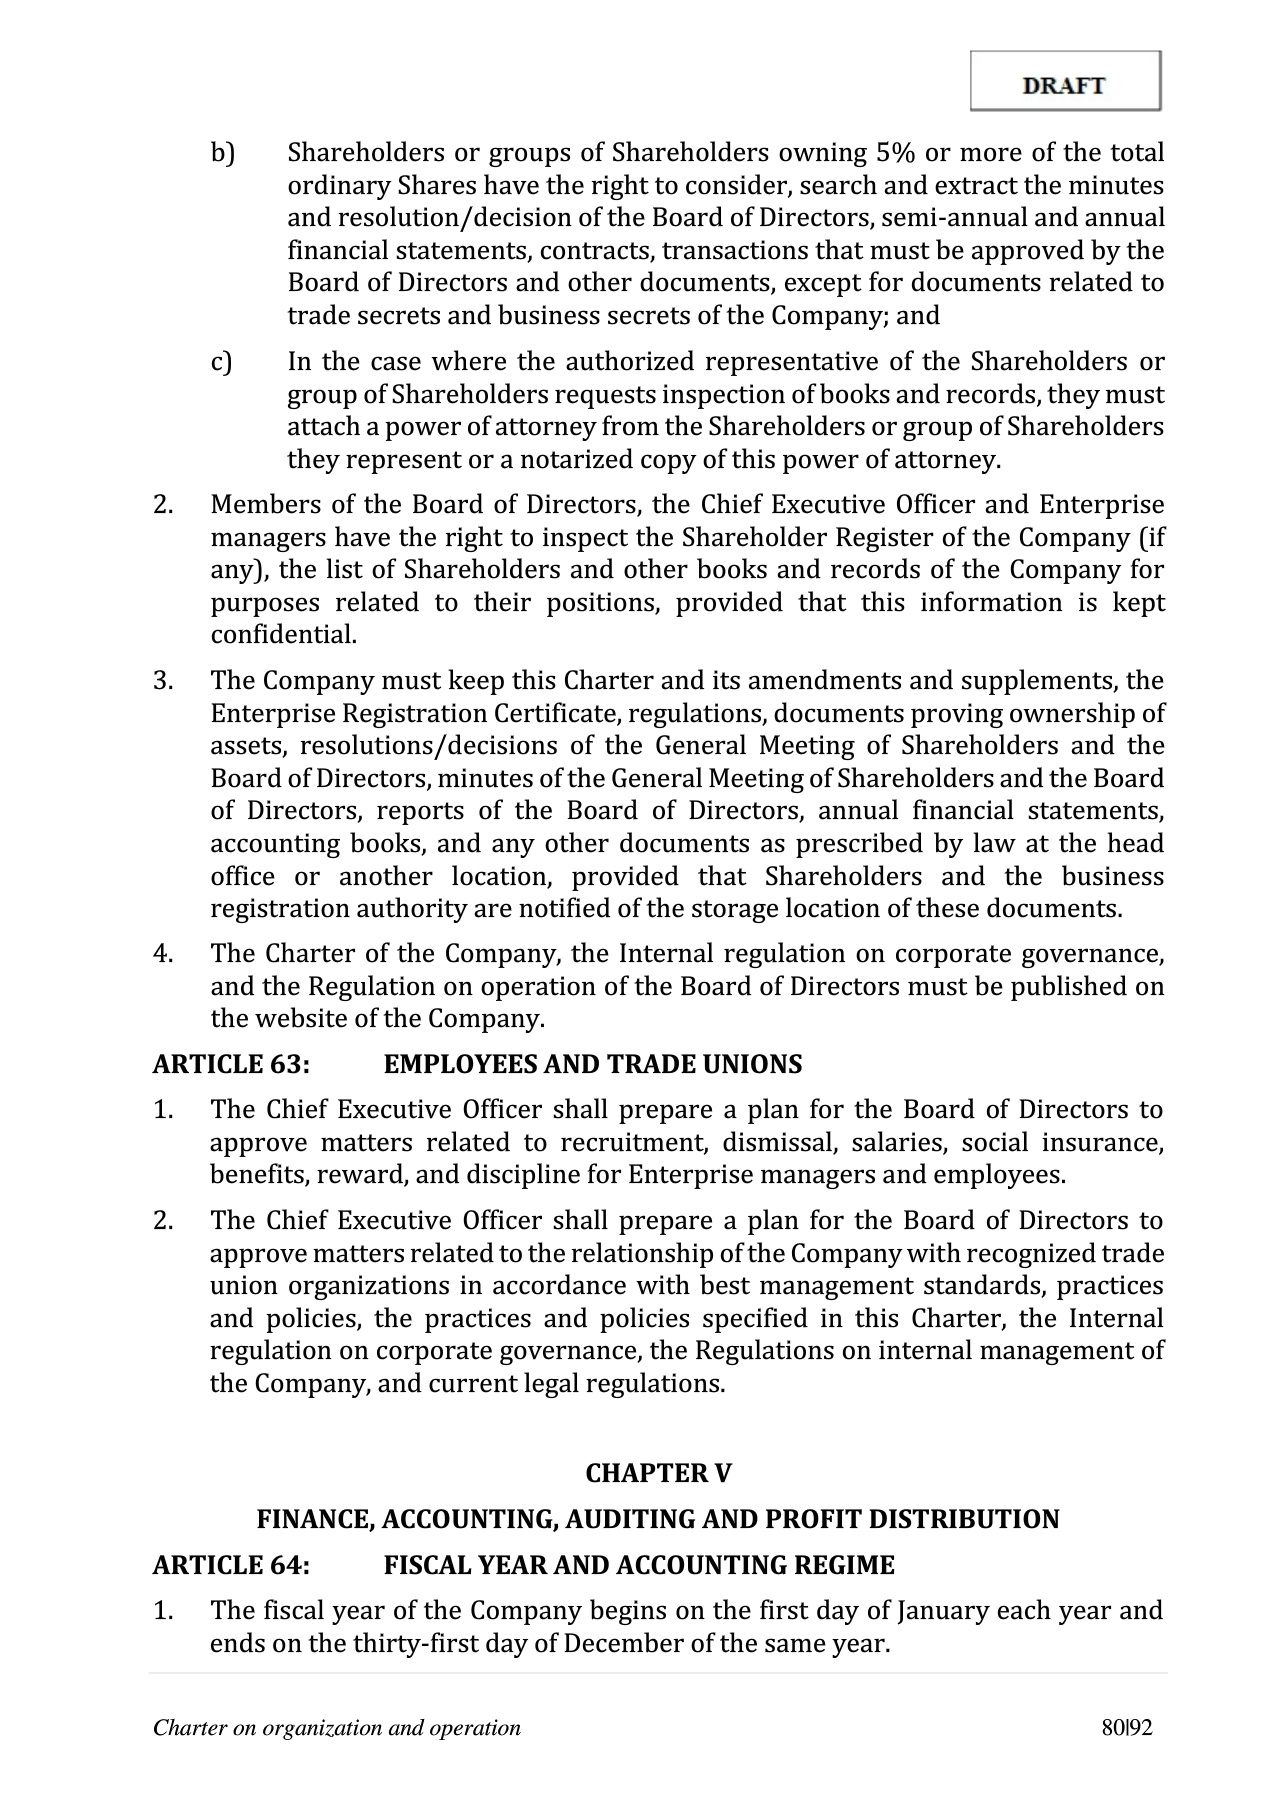 DRAFT
b) Shareholders or groups of Shareholders owning 5% or more of the total
ordinary Shares have the right to consider, search and extract the minutes
and resolution/decision of the Board of Directors, semi-annual and annual
financial statements, contracts, transactions that must be approved by the
Board of Directors and other documents, except for documents related to
trade secrets and business secrets of the Company; and
c) In the case where the authorized representative of the Shareholders or
group of Shareholders requests inspection of books and records, they must
attach a power of attorney from the Shareholders or group of Shareholders
they represent or a notarized copy of this power of attorney.
2. Members of the Board of Directors, the Chief Executive Officer and Enterprise
managers have the right to inspect the Shareholder Register of the Company (if
any), the list of Shareholders and other books and records of the Company for
purposes related to their positions, provided that this information is kept
confidential.
3. The Company must keep this Charter and its amendments and supplements, the
Enterprise Registration Certificate, regulations, documents proving ownership of
assets, resolutions/decisions of the General Meeting of Shareholders and the
Board of Directors, minutes of the General Meeting of Shareholders and the Board
of Directors, reports of the Board of Directors, annual financial statements,
accounting books, and any other documents as prescribed by law at the head
office or another location, provided that Shareholders and the business
registration authority are notified of the storage location of these documents.
4. The Charter of the Company, the Internal regulation on corporate governance,
and the Regulation on operation of the Board of Directors must be published on
the website of the Company.
ARTICLE 63: EMPLOYEES AND TRADE UNIONS
1. The Chief Executive Officer shall prepare a plan for the Board of Directors to
approve matters related to recruitment, dismissal, salaries, social insurance,
benefits, reward, and discipline for Enterprise managers and employees.
2. The Chief Executive Officer shall prepare a plan for the Board of Directors to
approve matters related to the relationship of the Company with recognized trade
union organizations in accordance with best management standards, practices
and policies, the practices and policies specified in this Charter, the Internal
regulation on corporate governance, the Regulations on internal management of
the Company, and current legal regulations.
CHAPTER V
FINANCE, ACCOUNTING, AUDITING AND PROFIT DISTRIBUTION
ARTICLE 64: FISCAL YEAR AND ACCOUNTING REGIME
1. The fiscal year of the Company begins on the first day of January each year and
ends on the thirty-first day of December of the same year.
Charter on organization and operation 80|92